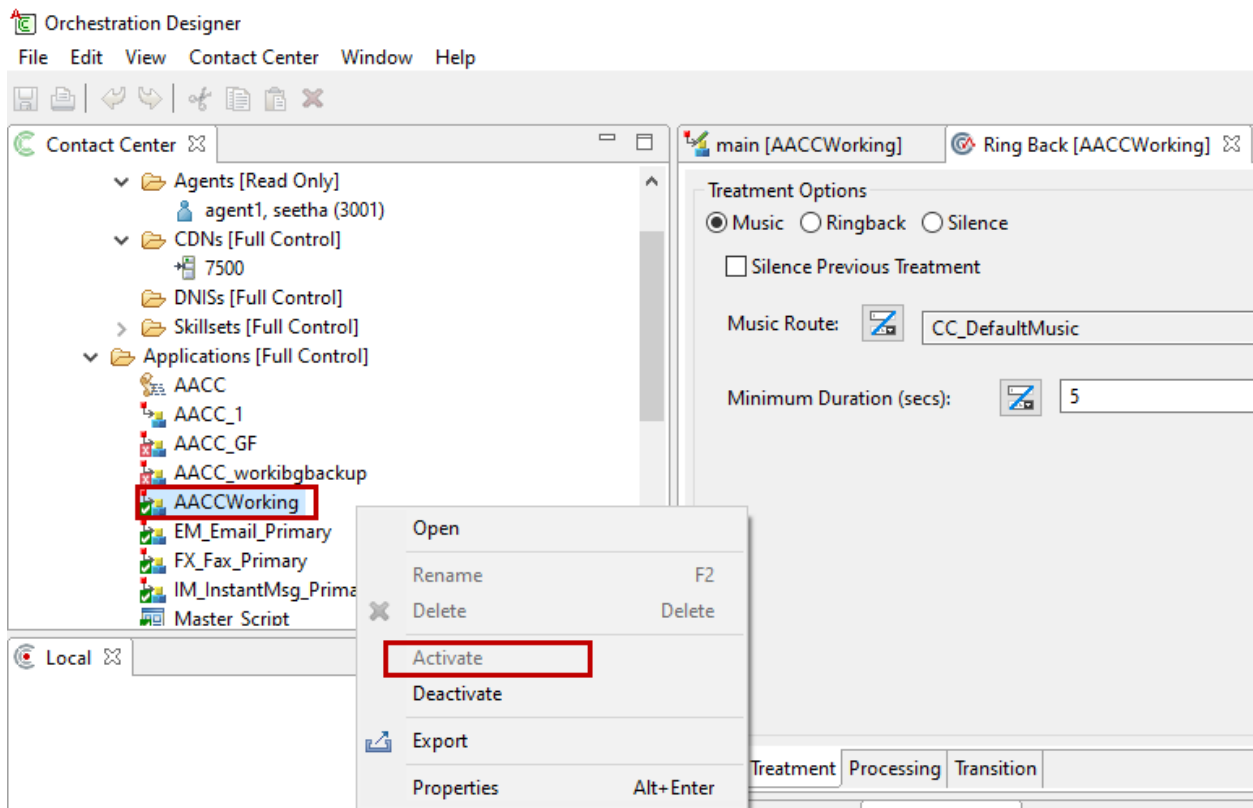 Orchestration Designer
File Edit View Contact Center Window Help
Contact Center
Agents [Read Only]
agent1, seetha (3001)
CDNs [Full Control]
7500
DNISs [Full Control]
Skillsets [Full Control]
Applications [Full Control]
AACC
AACC_1
AACC_GF
AACC_workibgbackup
AACCWorking
EM_Email_Primary
FX_Fax_Primary
IM_InstantMsg_Prima
Master_Script
Local
Open
Rename F2
Delete Delete
Activate
Deactivate
Export
Properties Alt+Enter
main [AACCWorking] Ring Back [AACCWorking]
Treatment Options
Music Ringback Silence
Silence Previous Treatment
Music Route: CC_DefaultMusic
Minimum Duration (secs): 5
Treatment Processing Transition